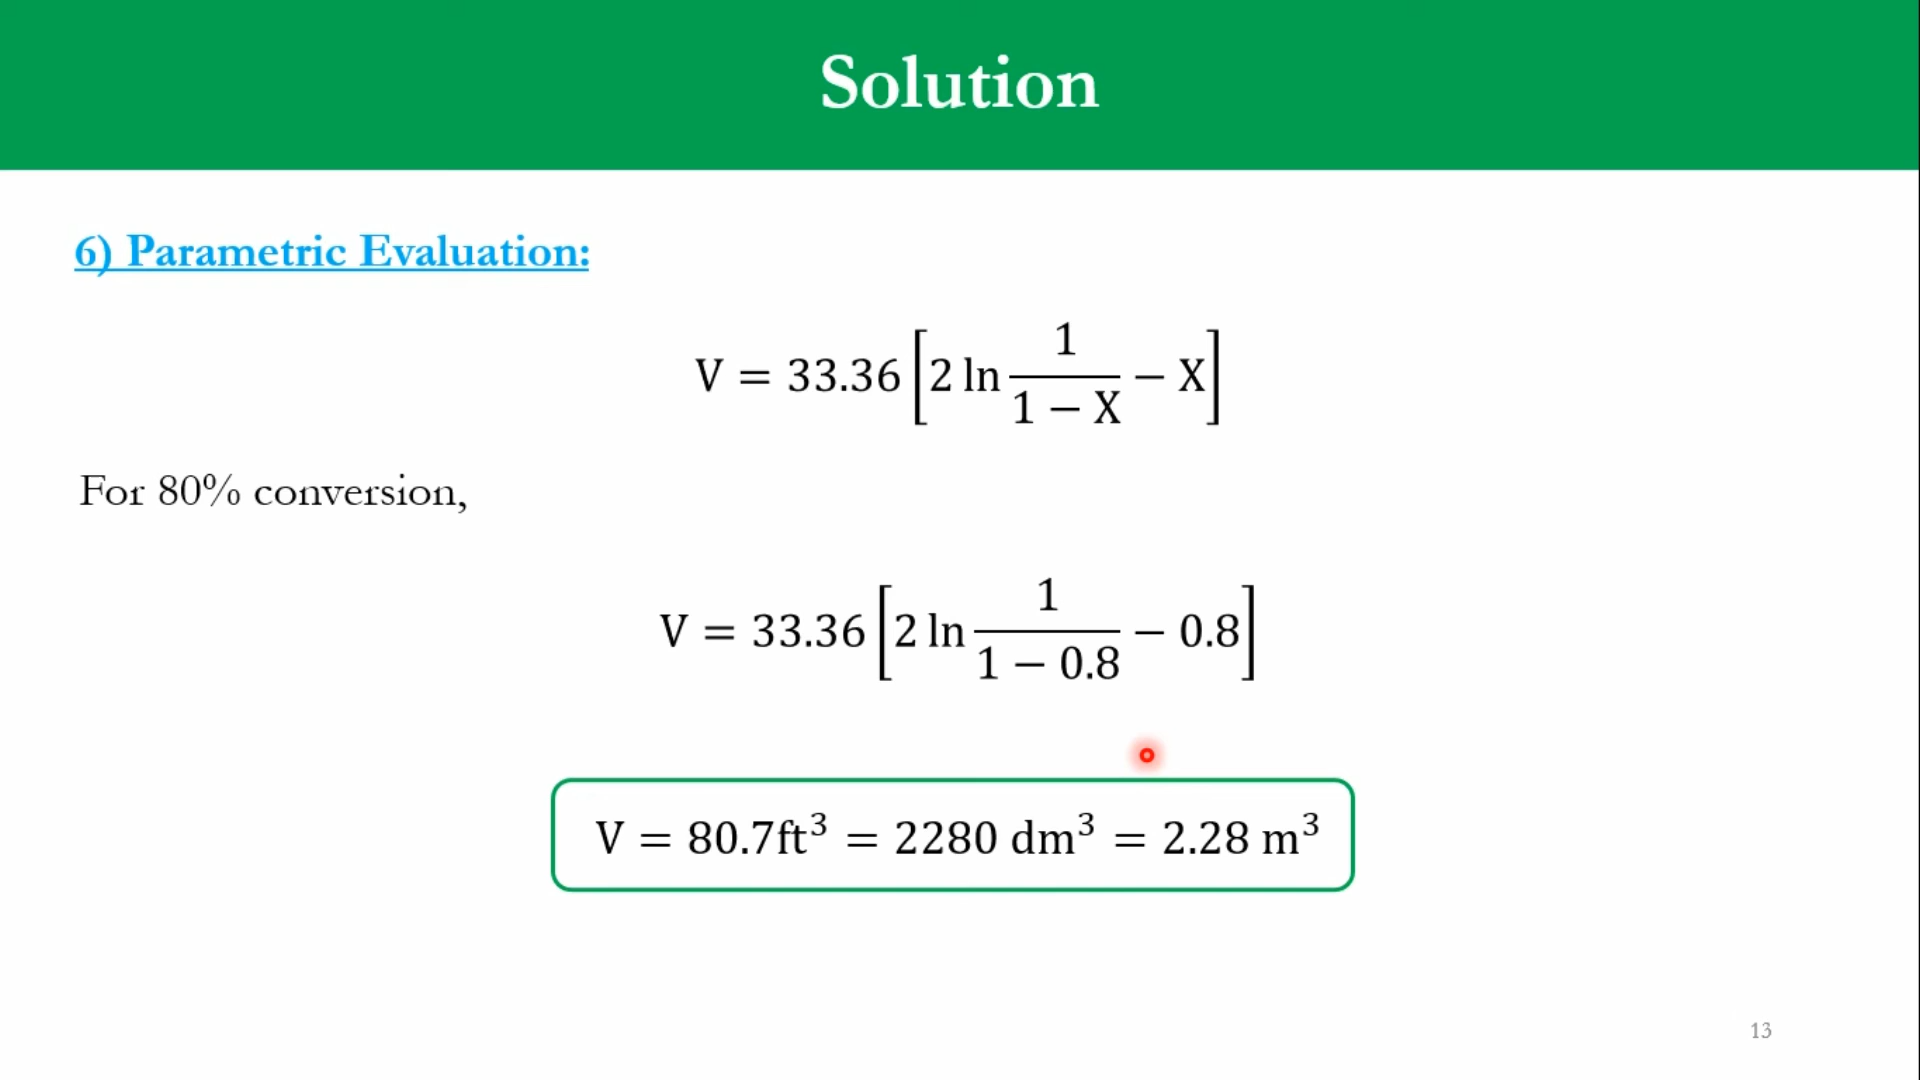 Solution
6) Parametric Evaluation:
V = 33.36 [2 ln 1/(1 − X) − X]
For 80% conversion,
V = 33.36 [2 ln 1/(1 − 0.8) − 0.8]
V = 80.7ft³ = 2280 dm³ = 2.28 m³
13